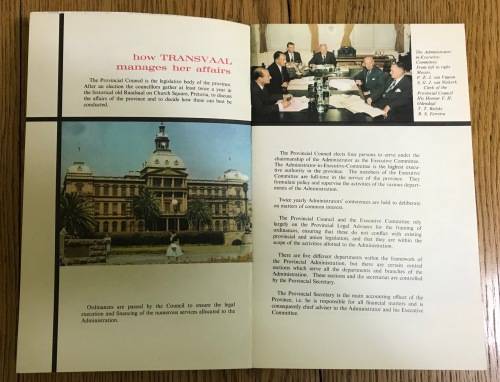 how TRANSVAAL
manages her affairs
The Provincial Council is the legislative body of the province.
After an election the councillors gather at least twice a year at
the historical old Raadsaal on Church Square, Pretoria, to discuss
the affairs of the province and to decide how these can best be
conducted.
Ordinances are passed by the Council to ensure the legal
execution and financing of the numerous services allocated to the
Administration.
The Administrator-
in-Executive-
Committee.
From left to right
Messrs.
Clerk of the
Provincial Council
His Honour F. H.
Odendaal
The Provincial Council elects four persons to serve under the
chairmanship of the Administrator as the Executive Committee.
The Administrator-in-Executive-Committee is the highest execu-
tive authority in the province. The members of the Executive
Committee are full-time in the service of the province. They
formulate policy and supervise the activities of the various depart-
ments of the Administration.
Twice yearly Administrators' conferences are held to deliberate
on matters of common interest.
The Provincial Council and the Executive Committee rely
largely on the Provincial Legal Advisers for the framing of
ordinances, ensuring that these do not conflict with existing
provincial and union legislation, and that they are within the
scope of the activities allotted to the Administration.
There are five different departments within the framework of
the Provincial Administration, but there are certain central
sections which serve all the departments and branches of the
Administration. These sections and the secretariat are controlled
by the Provincial Secretary.
The Provincial Secretary is the main accounting officer of the
Province, i.e. he is responsible for all financial matters and is
consequently chief adviser to the Administrator and his Executive
Committee.